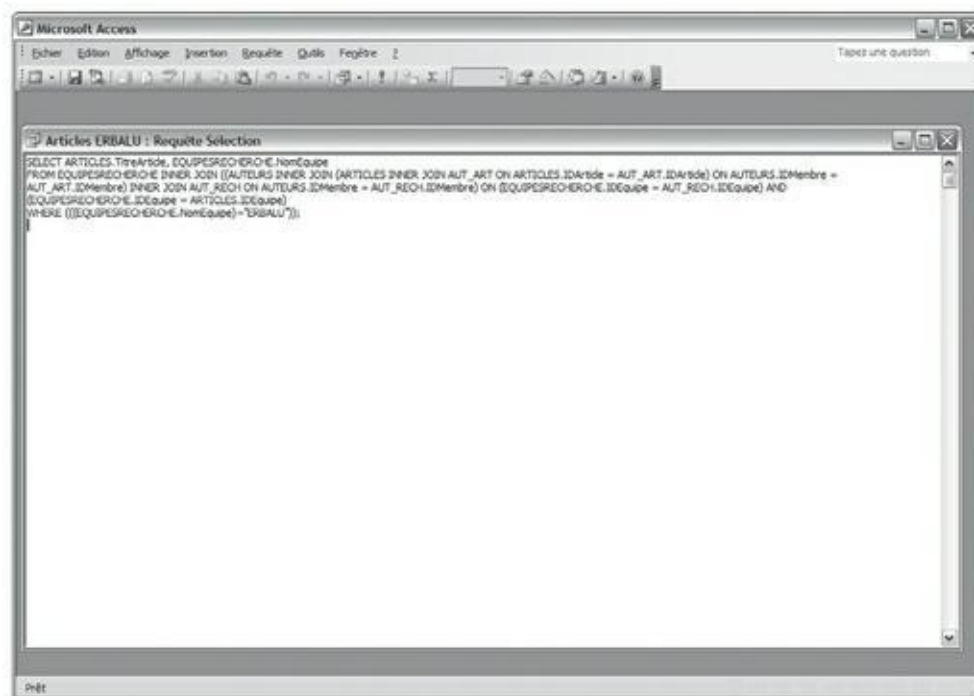 Microsoft Access
Fichier Edition Affichage Insertion Requête Outils Fenêtre ?
Tapez une question
Articles ERBALU : Requête Sélection
SELECT ARTICLES.TitreArticle, EQUIPESRECHERCHE.NomEquipe
FROM EQUIPESRECHERCHE INNER JOIN ((AUTEURS INNER JOIN (ARTICLES INNER JOIN AUT_ART ON ARTICLES.IDArticle = AUT_ART.IDArticle) ON AUTEURS.IDMembre =
AUT_ART.IDMembre) INNER JOIN AUT_RECH ON AUTEURS.IDMembre = AUT_RECH.IDMembre) ON (EQUIPESRECHERCHE.IDEquipe = AUT_RECH.IDEquipe) AND
(EQUIPESRECHERCHE.IDEquipe = ARTICLES.IDEquipe)
WHERE (((EQUIPESRECHERCHE.NomEquipe)="ERBALU"));
Prêt